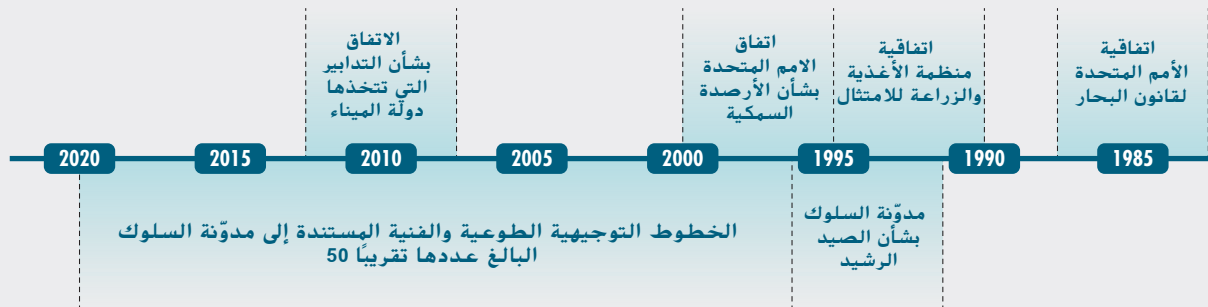 اتفاقية
الأمم المتحدة
لقانون البحار
اتفاقية
منظمة الأغذية
والزراعة للامتثال
اتفاق
الامم المتحدة
بشأن الأرصدة
السمكية
الاتفاق
بشأن التدابير
التي تتخذها
دولة الميناء
1985
1990
1995
2000
2005
2010
2015
2020
مدوّنة السلوك
بشأن الصيد
الرشيد
الخطوط التوجيهية الطوعية والفنية المستندة إلى مدوّنة السلوك
البالغ عددها تقريبًا 50